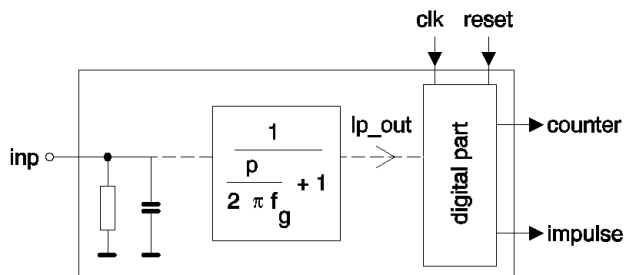 clk reset
lp_out
inp
1
p
2 π f
g
+ 1
digital part
counter
impulse